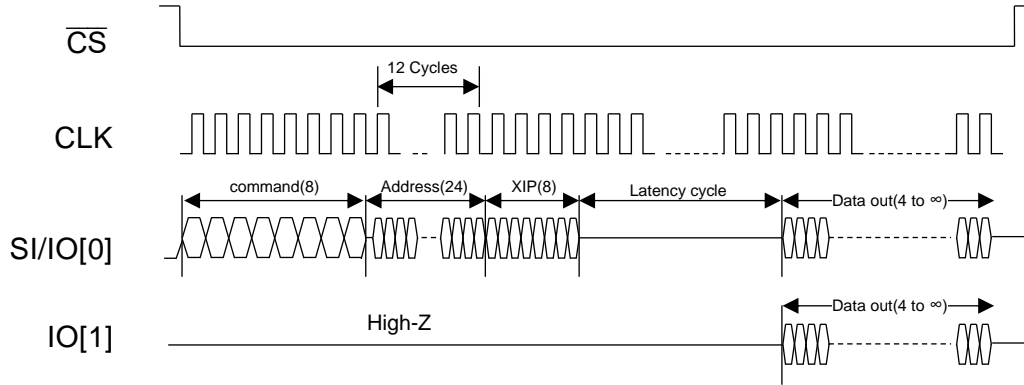 CS
12 Cycles
CLK
command(8) Address(24) XIP(8) Latency cycle Data out(4 to ∞)
SI/IO[0]
Data out(4 to ∞)
High-Z
IO[1]